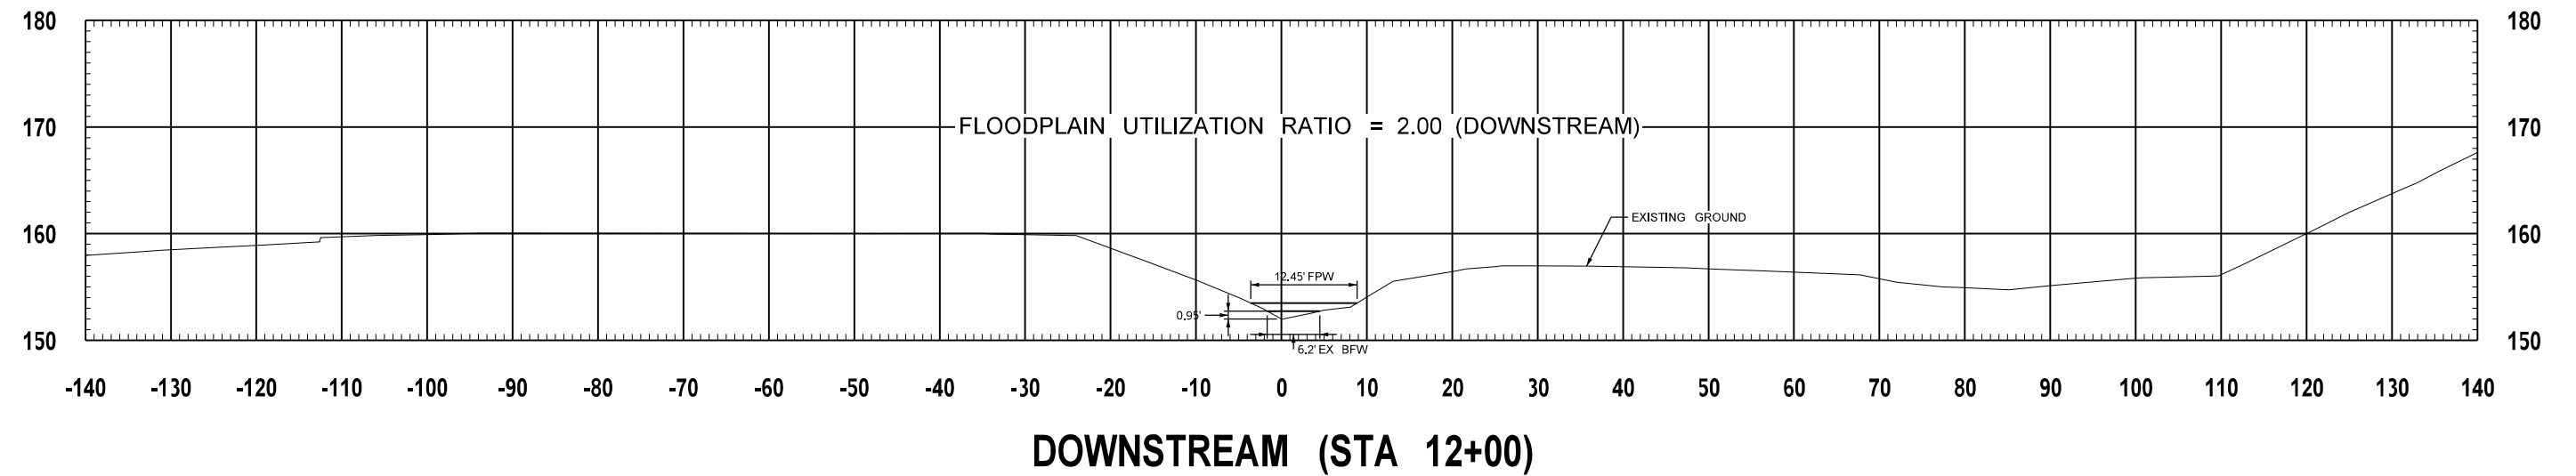 180 180
FLOODPLAIN UTILIZATION RATIO = 2.00 (DOWNSTREAM)
170 170
EXISTING GROUND
160 160
12.45' FPW
0.95'
150 150
6.2' EX BFW
-140 -130 -120 -110 -100 -90 -80 -70 -60 -50 -40 -30 -20 -10 0 10 20 30 40 50 60 70 80 90 100 110 120 130 140
DOWNSTREAM (STA 12+00)